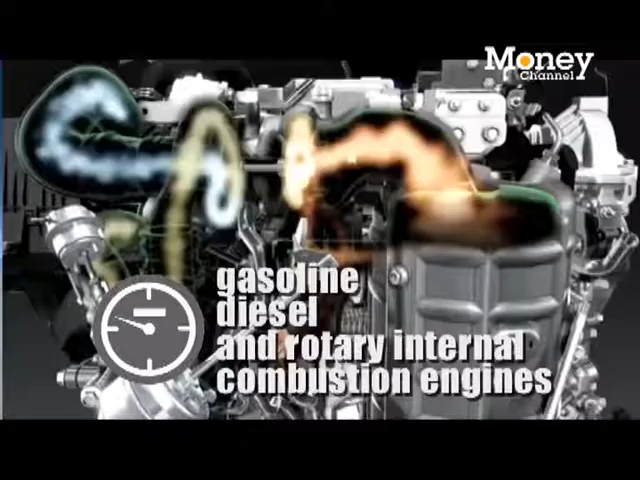 Money
Channel
gasoline
diesel
and rotary internal
combustion engines